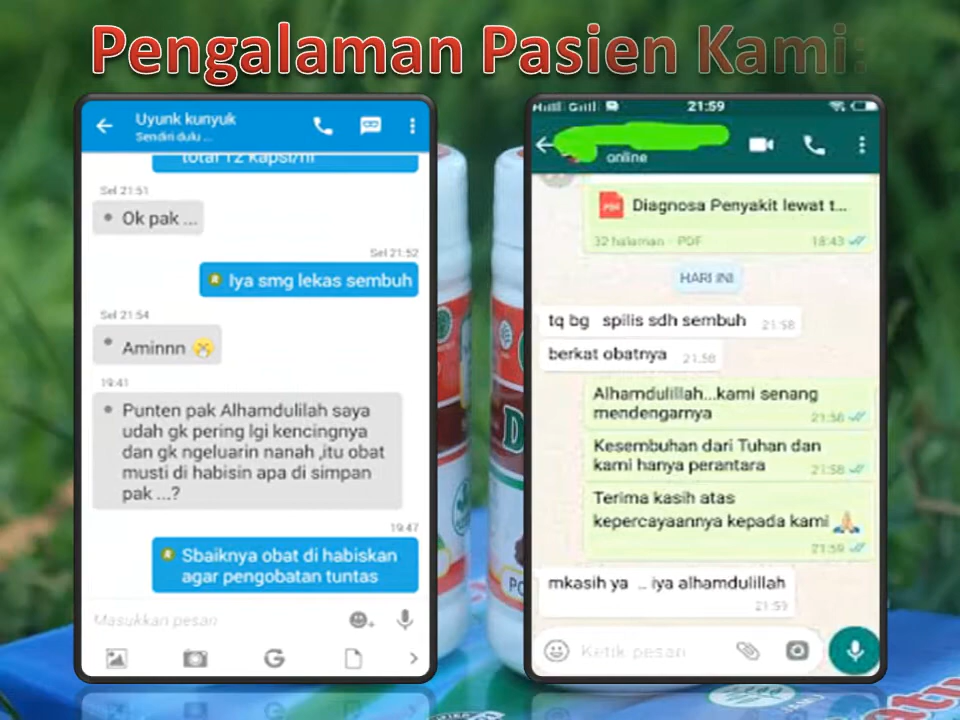 Pengalaman Pasien Kami:
Uyunk kunyuk
Sendiri dulu ...
total 12 kapsl/hr
Sel 21:51
Ok pak ...
Sel 21:52
Iya smg lekas sembuh
Sel 21:54
Aminnn
19:41
Punten pak Alhamdulilah saya
udah gk pering lgi kencingnya
dan gk ngeluarin nanah ,itu obat
musti di habisin apa di simpan
pak ...?
19:47
Sbaiknya obat di habiskan
agar pengobatan tuntas
Masukkan pesan
21:59
online
PDF
Diagnosa Penyakit lewat t...
32 halaman · PDF
18:43
HARI INI
tq bg spilis sdh sembuh
21:58
berkat obatnya
21:58
Alhamdulillah...kami senang
mendengarnya
21:58
Kesembuhan dari Tuhan dan
kami hanya perantara
21:58
Terima kasih atas
kepercayaannya kepada kami
21:59
mkasih ya .. iya alhamdulillah
21:59
Ketik pesan